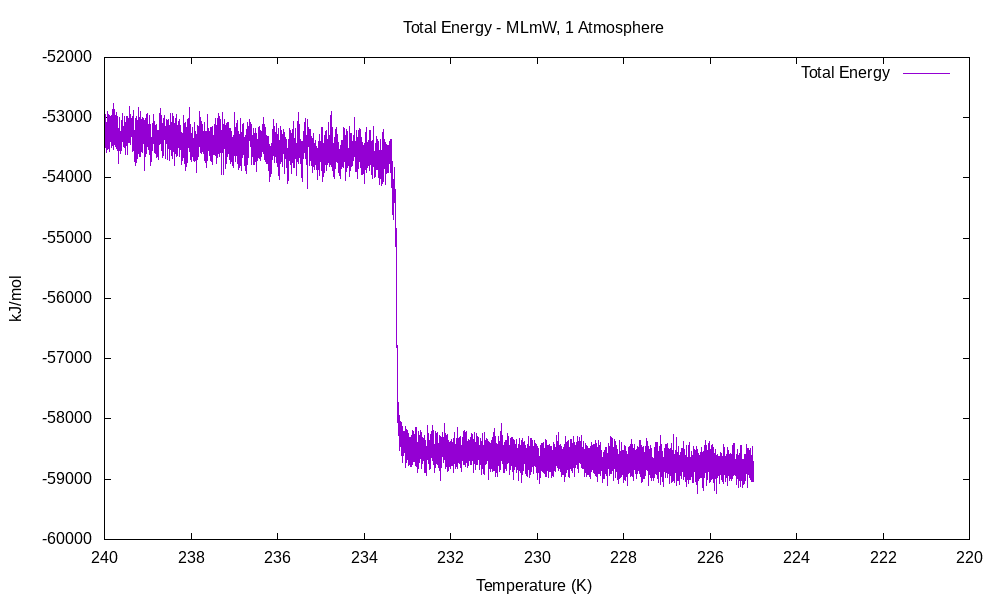 Total Energy - MLmW, 1 Atmosphere
Total Energy
-52000
-53000
-54000
-55000
-56000
-57000
-58000
-59000
-60000
kJ/mol
240 238 236 234 232 230 228 226 224 222 220
Temperature (K)